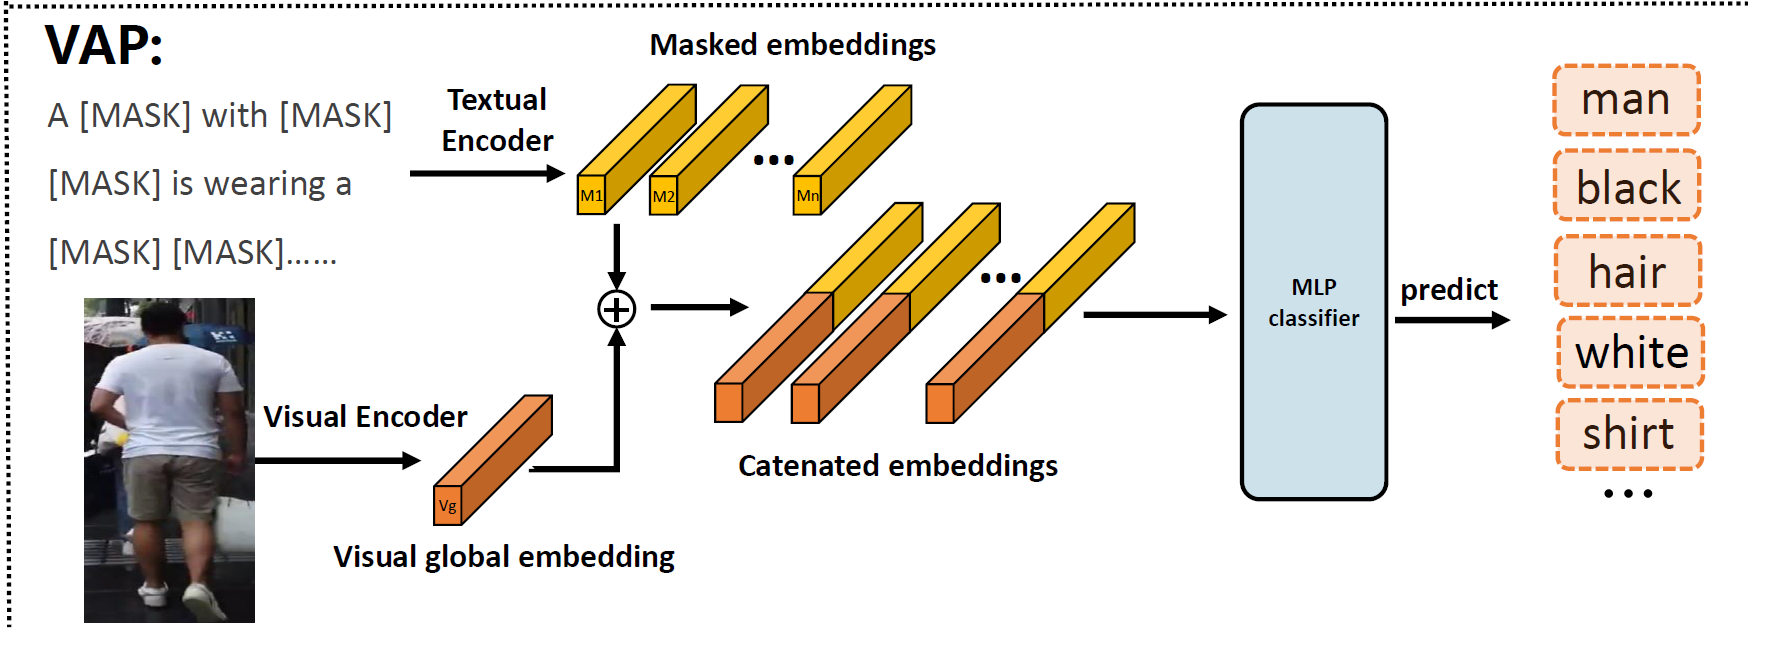 VAP:
A [MASK] with [MASK]
[MASK] is wearing a
[MASK] [MASK]......
Textual
Encoder
Masked embeddings
M1
M2
...
Mn
Visual Encoder
Vg
Visual global embedding
+
...
Catenated embeddings
MLP
classifier
predict
man
black
hair
white
shirt
...